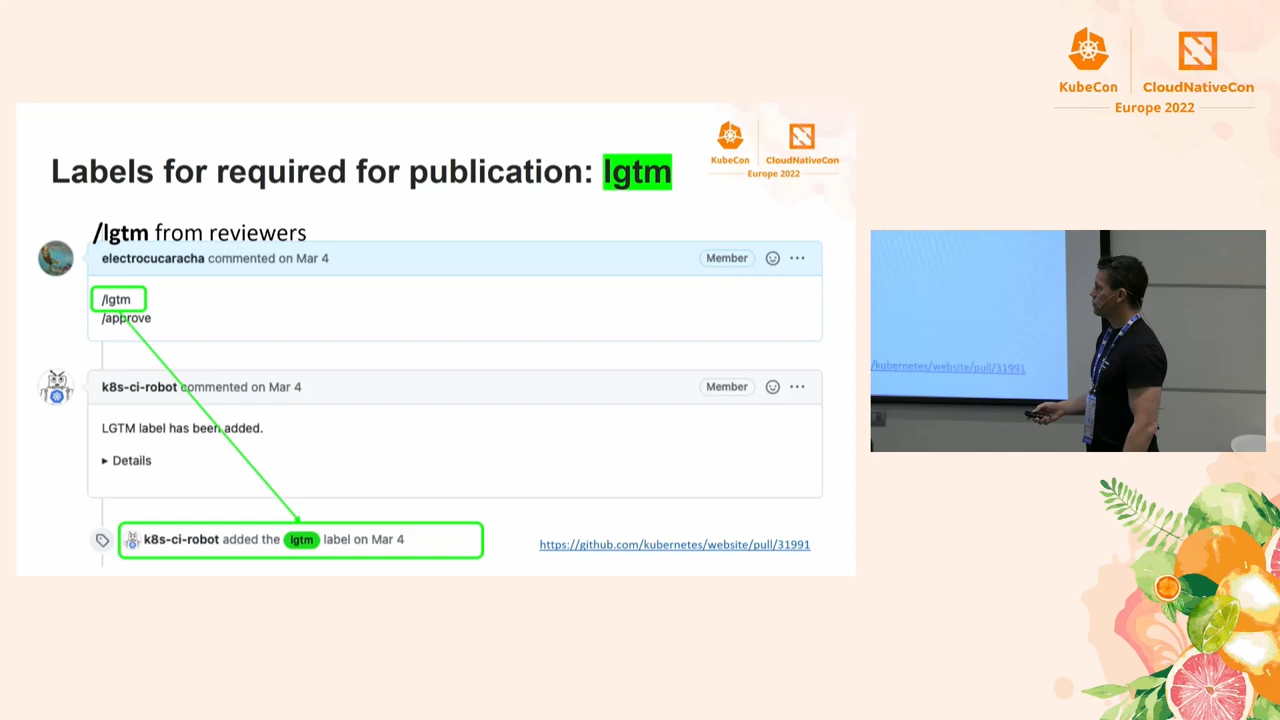 KubeCon
CloudNativeCon
Europe 2022
KubeCon
CloudNativeCon
Europe 2022
Labels for required for publication: lgtm
/lgtm from reviewers
electrocucaracha commented on Mar 4
Member
/lgtm
/approve
k8s-ci-robot commented on Mar 4
Member
LGTM label has been added.
Details
k8s-ci-robot added the lgtm label on Mar 4
https://github.com/kubernetes/website/pull/31991
/kubernetes/website/pull/31991